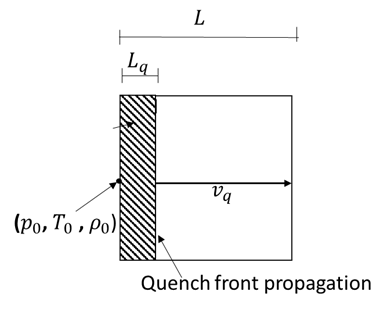 L
L_q
v_q
(p_0, T_0 , ρ_0)
Quench front propagation